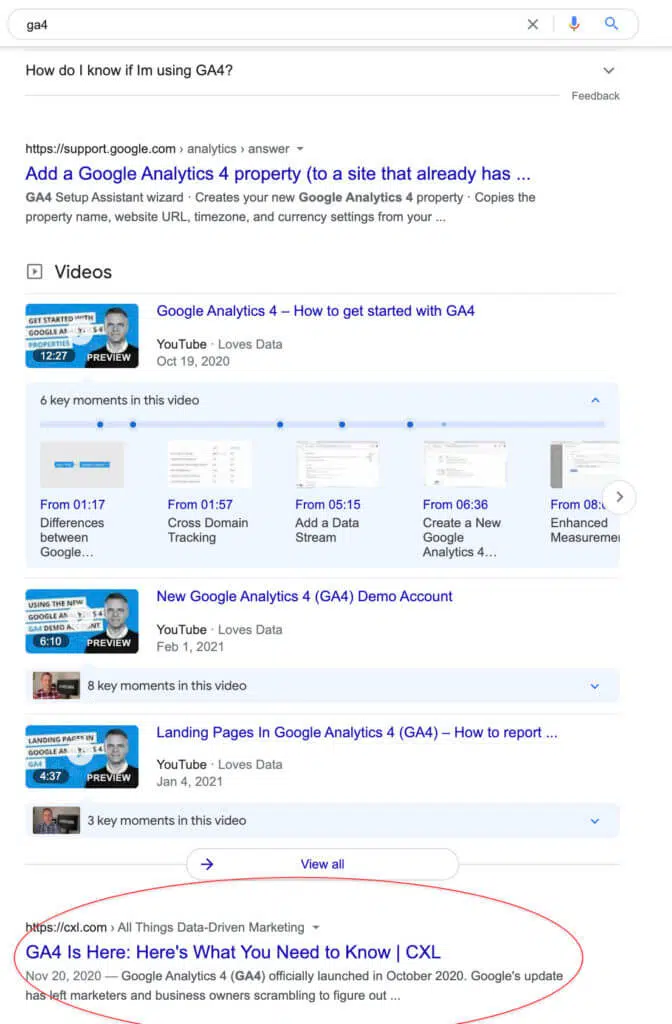 ga4
How do I know if Im using GA4?
Feedback
https://support.google.com › analytics › answer
Add a Google Analytics 4 property (to a site that already has ...
GA4 Setup Assistant wizard · Creates your new Google Analytics 4 property · Copies the
property name, website URL, timezone, and currency settings from your ...
Videos
GET STARTED WITH
GOOGLE ANALYTICS 4
PROPERTIES
12:27
PREVIEW
Google Analytics 4 – How to get started with GA4
YouTube · Loves Data
Oct 19, 2020
6 key moments in this video
From 01:17
Differences
between
Google…
From 01:57
Cross Domain
Tracking
From 05:15
Add a Data
Stream
From 06:36
Create a New
Google
Analytics 4…
From 08:
Enhanced
Measureme
USING THE NEW
GOOGLE ANALYTICS 4
GA4 DEMO ACCOUNT
6:10
PREVIEW
New Google Analytics 4 (GA4) Demo Account
YouTube · Loves Data
Feb 1, 2021
8 key moments in this video
LANDING PAGES IN
GOOGLE ANALYTICS 4
GA4
4:37
PREVIEW
Landing Pages In Google Analytics 4 (GA4) – How to report ...
YouTube · Loves Data
Jan 4, 2021
3 key moments in this video
View all
https://cxl.com › All Things Data-Driven Marketing
GA4 Is Here: Here's What You Need to Know | CXL
Nov 20, 2020 — Google Analytics 4 (GA4) officially launched in October 2020. Google's update
has left marketers and business owners scrambling to figure out ...